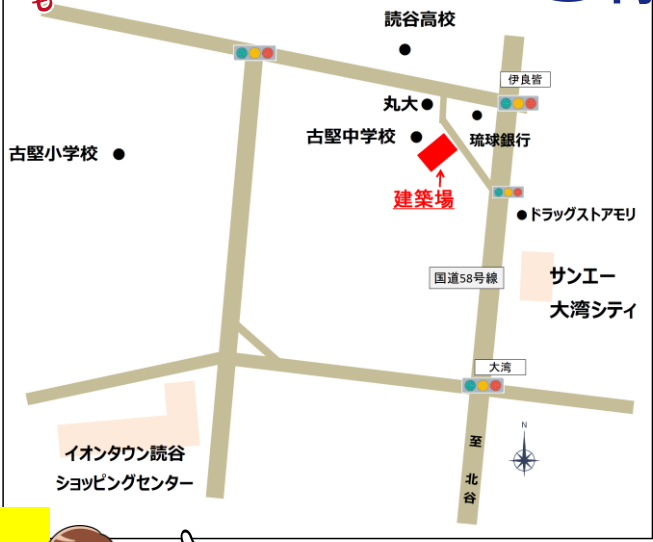 も
読谷高校
伊良皆
丸大
古堅中学校
琉球銀行
古堅小学校
建築場
ドラッグストアモリ
国道58号線
サンエー
大湾シティ
大湾
イオンタウン読谷
ショッピングセンター
N
至
北
谷